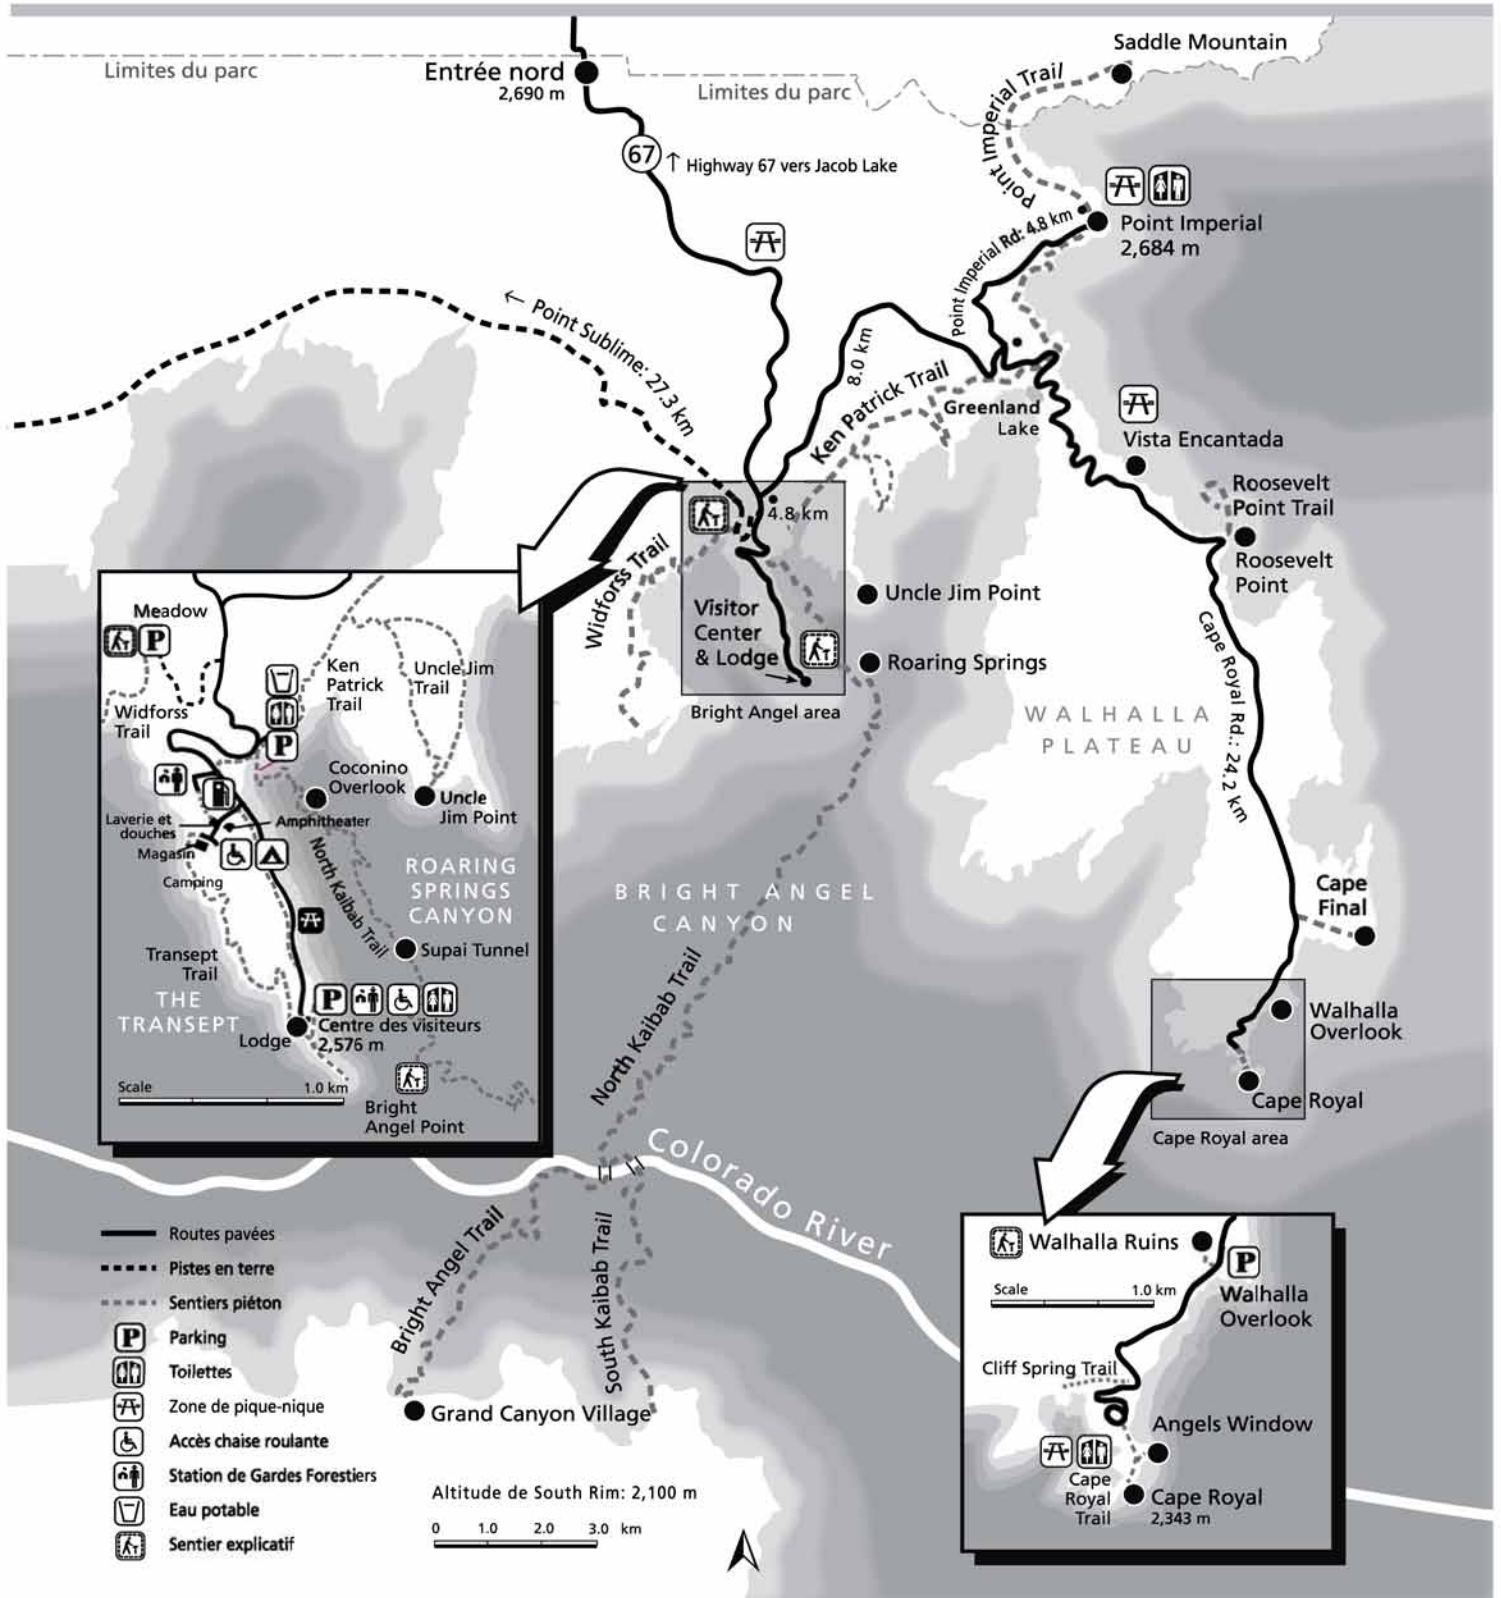 Saddle Mountain
Limites du parc
Entrée nord
2,690 m
Limites du parc
Point Imperial Trail
67
↑ Highway 67 vers Jacob Lake
Point Imperial
2,684 m
Point Imperial Rd: 4.8 km
← Point Sublime: 27.3 km
8.0 km
Ken Patrick Trail
Greenland
Lake
Vista Encantada
Roosevelt
Point Trail
Roosevelt
Point
4.8 km
Widforss Trail
Uncle Jim Point
Visitor
Center
& Lodge
Roaring Springs
Bright Angel area
WALHALLA
PLATEAU
Cape Royal Rd.: 24.2 km
BRIGHT ANGEL
CANYON
Cape
Final
North Kaibab Trail
Walhalla
Overlook
Cape Royal
Cape Royal area
Colorado River
Bright Angel Trail
South Kaibab Trail
Grand Canyon Village
Meadow
P
Ken
Patrick
Trail
Uncle Jim
Trail
Widforss
Trail
P
Coconino
Overlook
Uncle
Jim Point
Laverie et
douches
Amphitheater
Magasin
Camping
North Kaibab Trail
ROARING
SPRINGS
CANYON
Supai Tunnel
Transept
Trail
THE
TRANSEPT
P
Centre des visiteurs
2,576 m
Lodge
Scale
1.0 km
Bright
Angel Point
Routes pavées
Pistes en terre
Sentiers piéton
P
Parking
Toilettes
Zone de pique-nique
Accès chaise roulante
Station de Gardes Forestiers
Eau potable
Sentier explicatif
Altitude de South Rim: 2,100 m
0 1.0 2.0 3.0 km
Walhalla Ruins
P
Scale
1.0 km
Walhalla
Overlook
Cliff Spring Trail
Angels Window
Cape
Royal
Trail
Cape Royal
2,343 m